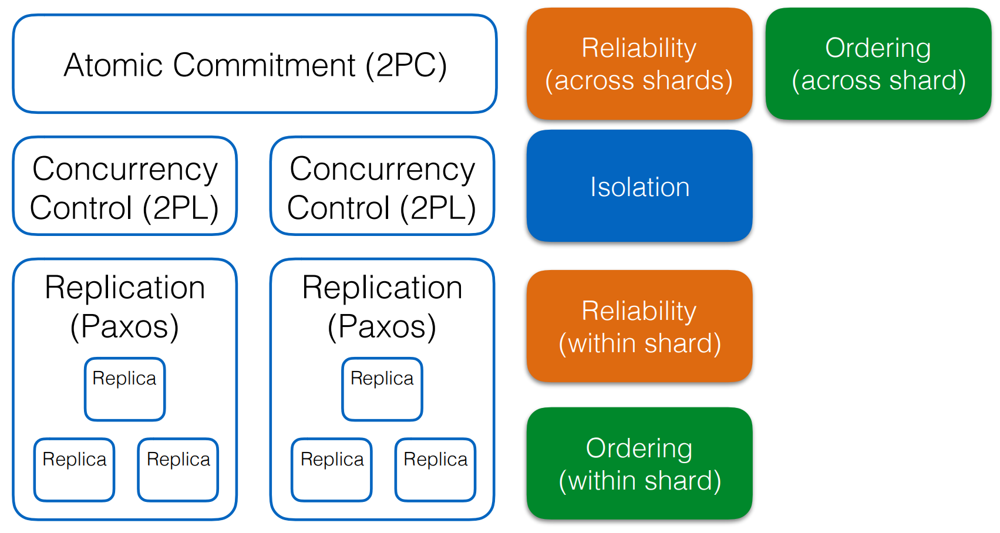 Atomic Commitment (2PC)
Reliability
(across shards)
Ordering
(across shard)
Concurrency
Control (2PL)
Concurrency
Control (2PL)
Isolation
Replication
(Paxos)
Replica
Replica
Replica
Replication
(Paxos)
Replica
Replica
Replica
Reliability
(within shard)
Ordering
(within shard)